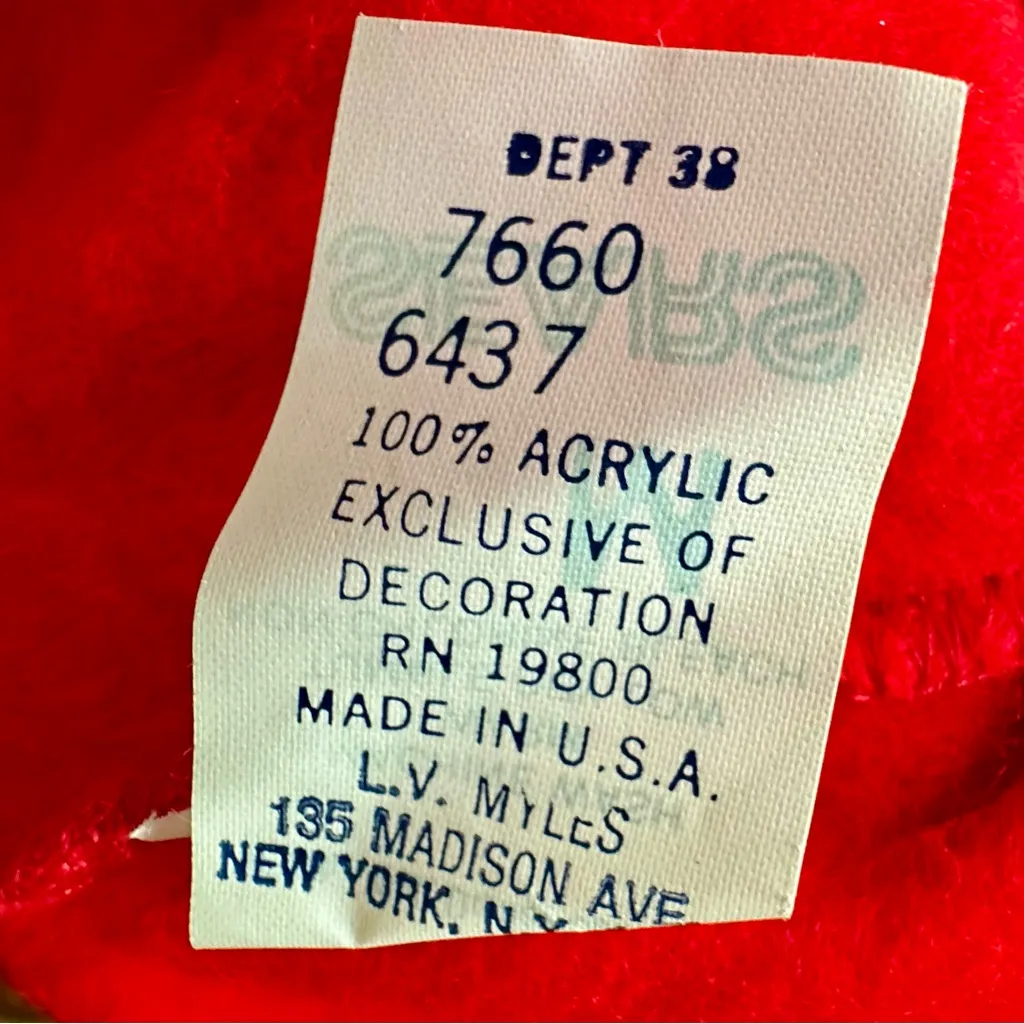 DEPT 38
7660
6437
100% ACRYLIC
EXCLUSIVE OF
DECORATION
RN 19800
MADE IN U.S.A.
L.V. MYLES
135 MADISON AVE
NEW YORK, N.Y.
sears
M